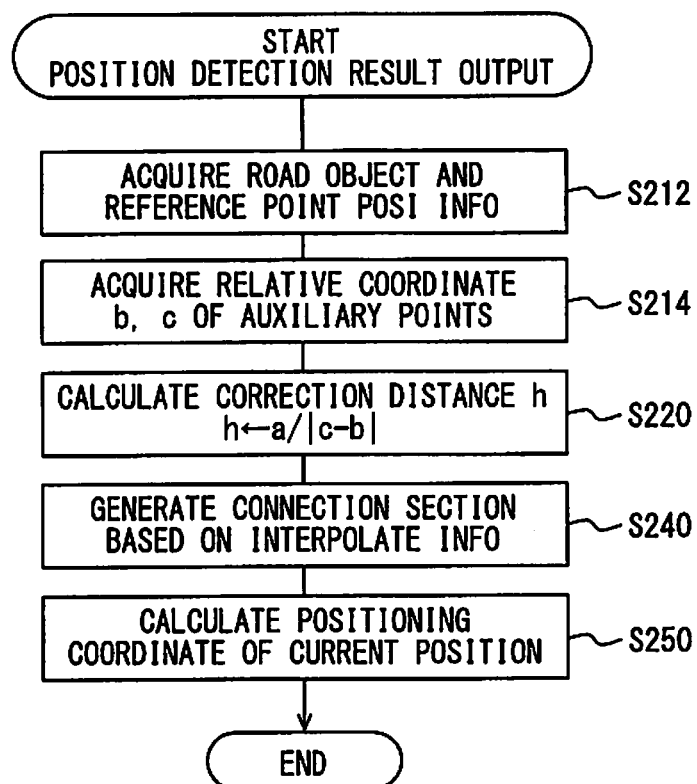 START
POSITION DETECTION RESULT OUTPUT
ACQUIRE ROAD OBJECT AND
REFERENCE POINT POSI INFO
S212
ACQUIRE RELATIVE COORDINATE
b, c OF AUXILIARY POINTS
S214
CALCULATE CORRECTION DISTANCE h
h←a/|c-b|
S220
GENERATE CONNECTION SECTION
BASED ON INTERPOLATE INFO
S240
CALCULATE POSITIONING
COORDINATE OF CURRENT POSITION
S250
END